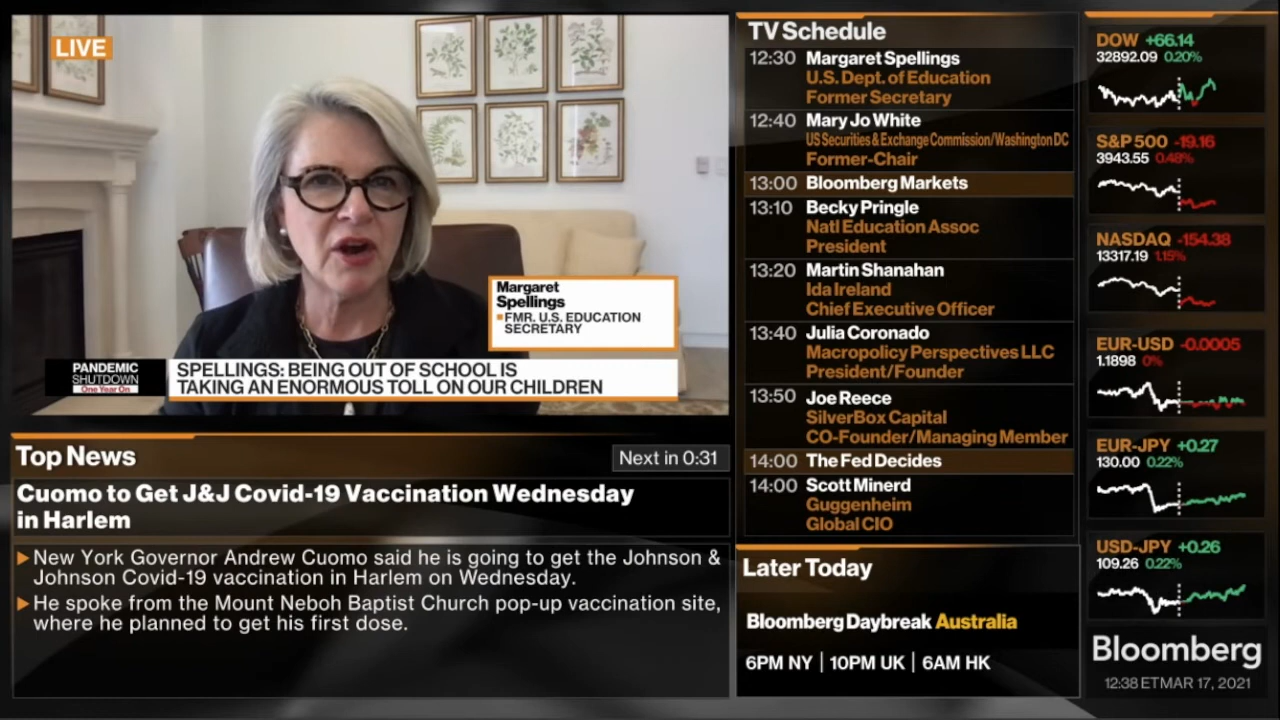 LIVE
Margaret
Spellings
FMR. U.S. EDUCATION
SECRETARY
PANDEMIC
SHUTDOWN
One Year On
SPELLINGS: BEING OUT OF SCHOOL IS
TAKING AN ENORMOUS TOLL ON OUR CHILDREN
Top News
Next in 0:31
Cuomo to Get J&J Covid-19 Vaccination Wednesday
in Harlem
New York Governor Andrew Cuomo said he is going to get the Johnson &
Johnson Covid-19 vaccination in Harlem on Wednesday.
He spoke from the Mount Neboh Baptist Church pop-up vaccination site,
where he planned to get his first dose.
TV Schedule
12:30 Margaret Spellings
U.S. Dept. of Education
Former Secretary
12:40 Mary Jo White
US Securities & Exchange Commission/Washington DC
Former-Chair
13:00 Bloomberg Markets
13:10 Becky Pringle
Natl Education Assoc
President
13:20 Martin Shanahan
Ida Ireland
Chief Executive Officer
13:40 Julia Coronado
Macropolicy Perspectives LLC
President/Founder
13:50 Joe Reece
SilverBox Capital
CO-Founder/Managing Member
14:00 The Fed Decides
14:00 Scott Minerd
Guggenheim
Global CIO
Later Today
Bloomberg Daybreak Australia
6PM NY | 10PM UK | 6AM HK
DOW +66.14
32892.09 0.20%
S&P 500 -19.16
3943.55 0.48%
NASDAQ -154.38
13317.19 1.15%
EUR-USD -0.0005
1.1898 0%
EUR-JPY +0.27
130.00 0.22%
USD-JPY +0.26
109.26 0.22%
Bloomberg
12:38 ET MAR 17, 2021